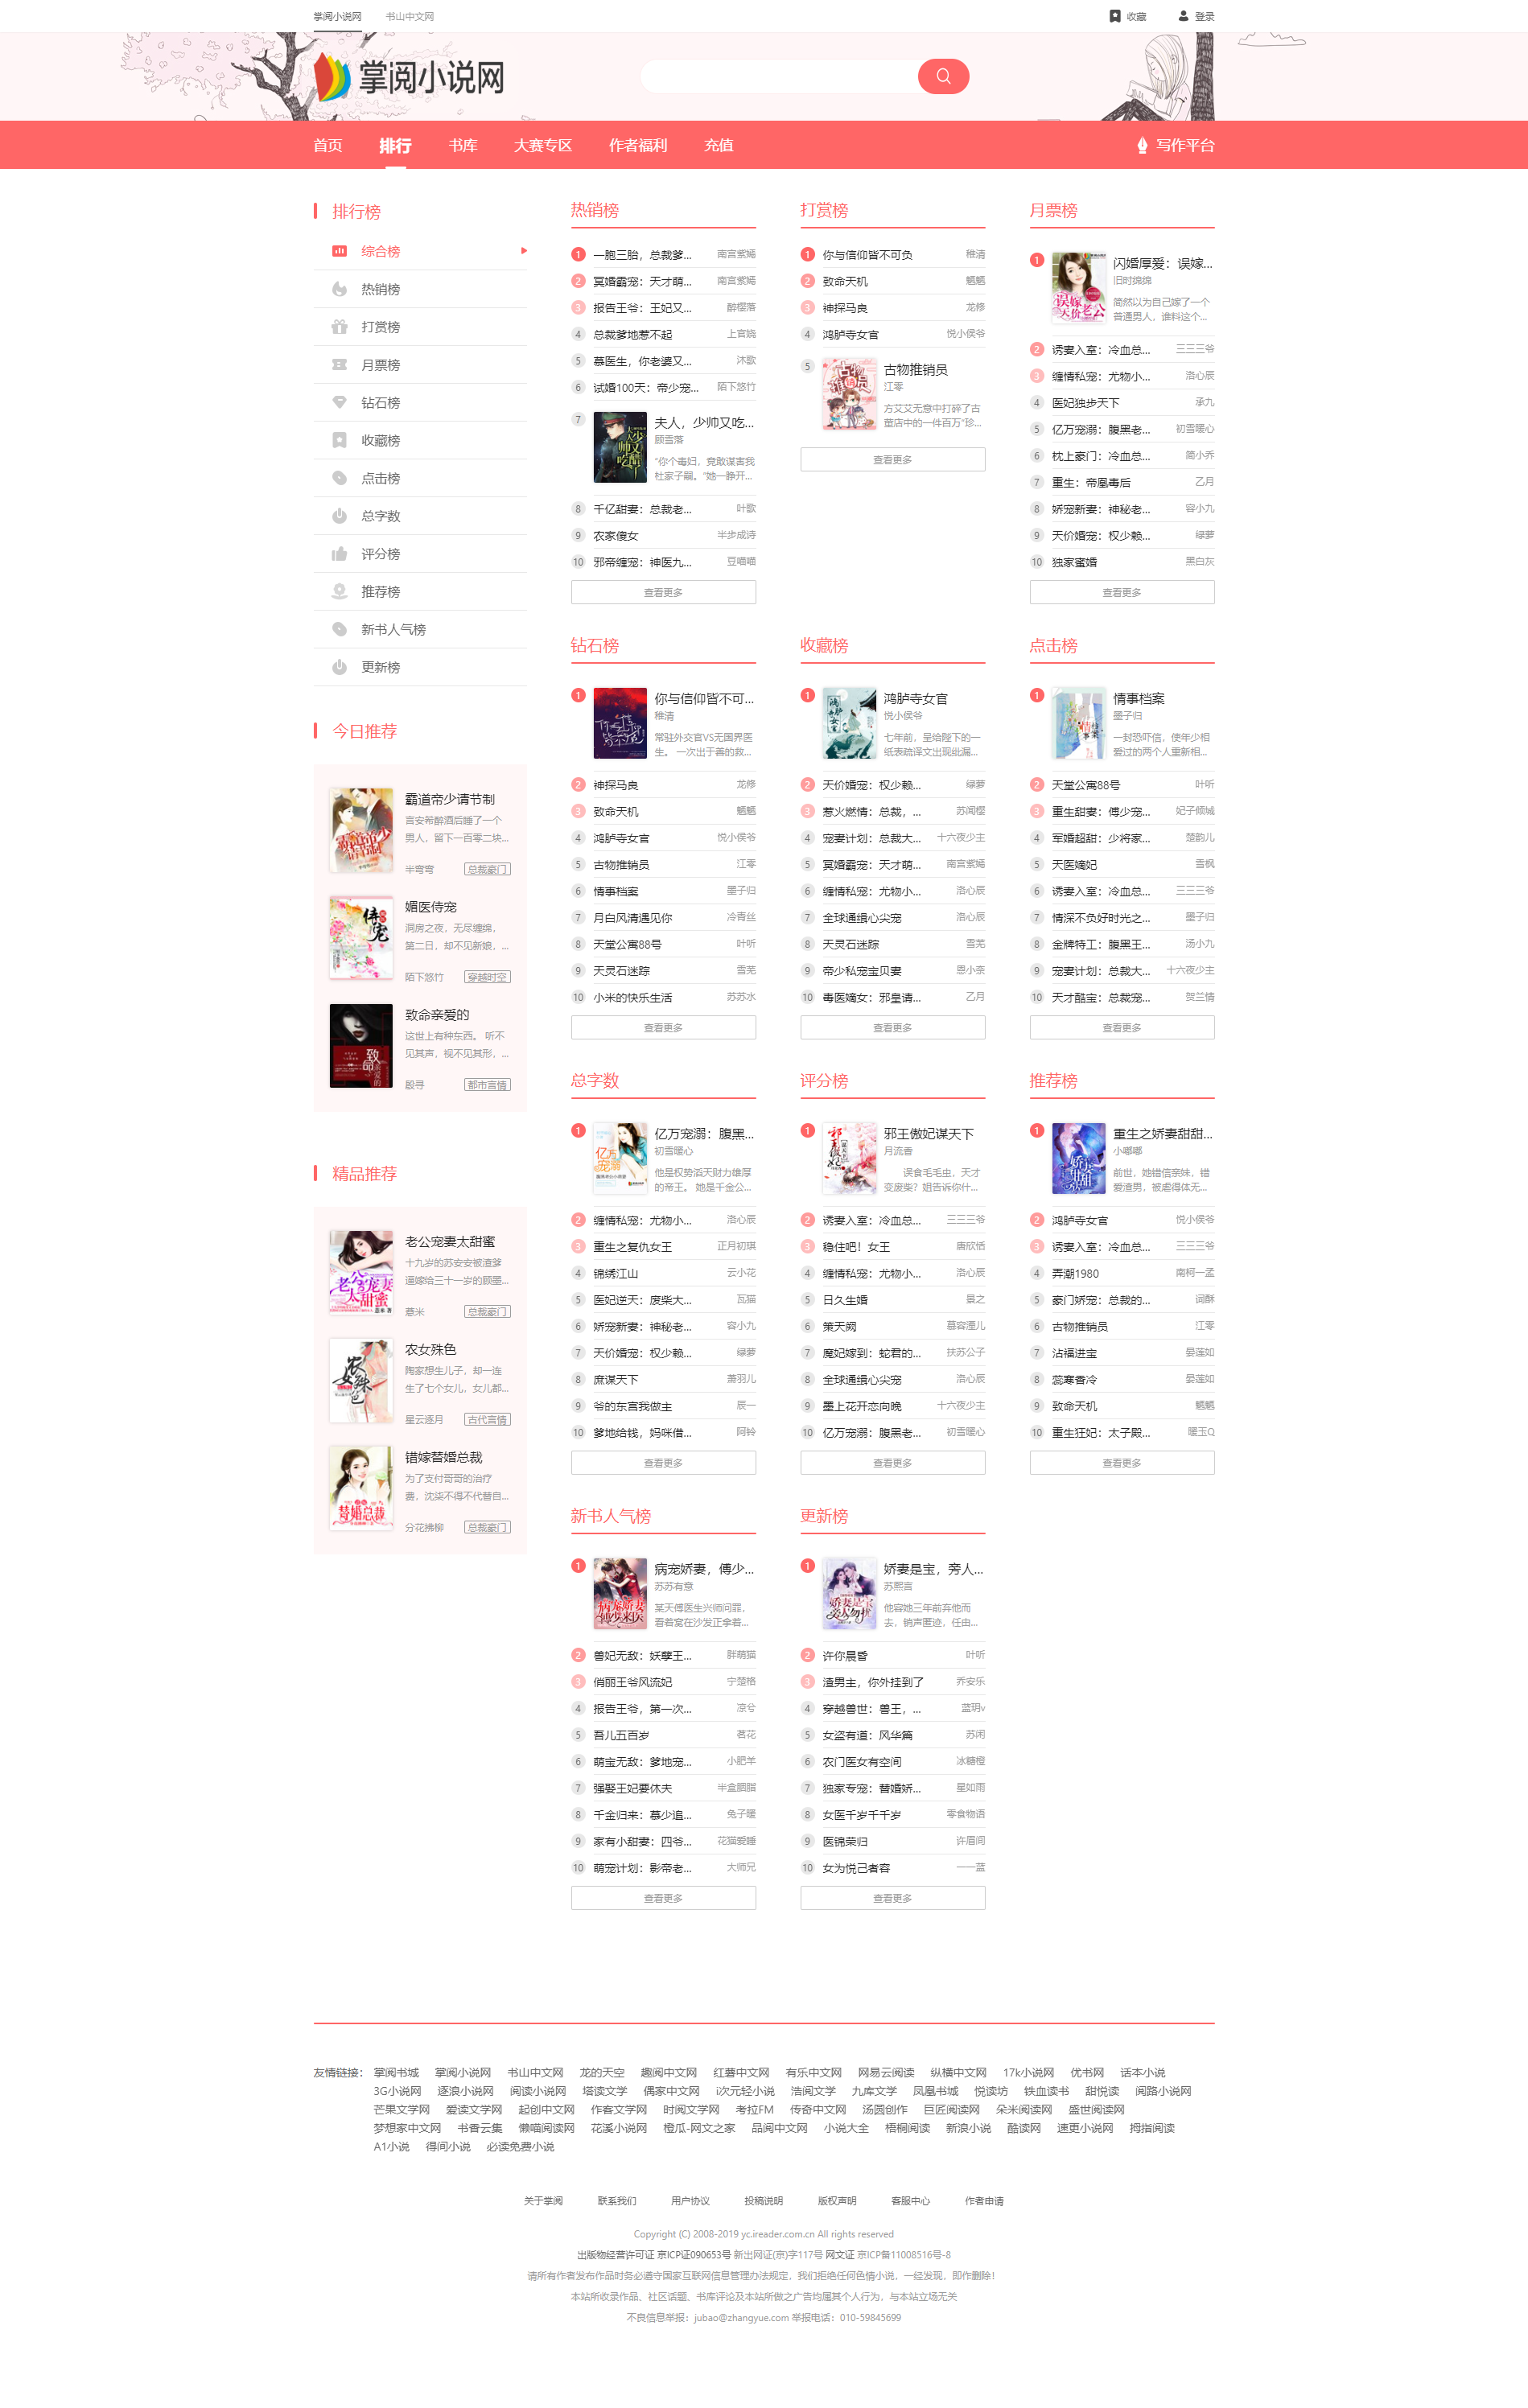 掌阅小说网 书山中文网 收藏 登录
掌阅小说网
首页 排行 书库 大赛专区 作者福利 充值 写作平台
排行榜
综合榜
热销榜
打赏榜
月票榜
钻石榜
收藏榜
点击榜
总字数
评分榜
推荐榜
新书人气榜
更新榜
今日推荐
霸道帝少请节制
宫安希醉酒后睡了一个
男人，留下一百零二块...
半弯弯 总裁豪门
媚医侍宠
洞房之夜，无尽缠绵，
第二日，却不见新娘，...
陌下悠竹 穿越时空
致命亲爱的
这世上有种东西。 听不
见其声，视不见其形，...
殷寻 都市言情
精品推荐
老公宠妻太甜蜜
十九岁的苏安安被渣爹
逼嫁给三十一岁的顾墨...
薏米 总裁豪门
农女殊色
陶家想生儿子，却一连
生了七个女儿，女儿都...
星云逐月 古代言情
错嫁替婚总裁
为了支付哥哥的治疗
费，沈柒不得不代替自...
分花拂柳 总裁豪门
热销榜
1 一胞三胎，总裁爹... 南宫紫嫣
2 冥婚霸宠：天才萌... 南宫紫嫣
3 报告王爷：王妃又... 醉樱落
4 总裁爹地惹不起 上官娆
5 慕医生，你老婆又... 沐歌
6 试婚100天：帝少宠... 陌下悠竹
7 夫人，少帅又吃...
顾雪落
“你个毒妇，竟敢谋害我
杜家子嗣。”她一睁开...
8 千亿甜妻：总裁老... 叶歌
9 农家傻女 半步成诗
10 邪帝缠宠：神医九... 豆喵喵
查看更多
打赏榜
1 你与信仰皆不可负 稚清
2 致命天机 魍魉
3 神探马良 龙修
4 鸿胪寺女官 悦小侯爷
5 古物推销员
江零
方艾艾无意中打碎了古
董店中的一件百万“珍...
查看更多
月票榜
1 闪婚厚爱：误嫁...
旧时绵绵
简然以为自己嫁了一个
普通男人，谁料这个...
2 诱妻入室：冷血总... 三三三爷
3 缠情私宠：尤物小... 洛心辰
4 医妃独步天下 承九
5 亿万宠溺：腹黑老... 初雪暖心
6 枕上豪门：冷血总... 简小乔
7 重生：帝凰毒后 乙月
8 娇宠新妻：神秘老... 容小九
9 天价婚宠：权少赖... 绿萝
10 独家蜜婚 黑白灰
查看更多
钻石榜
1 你与信仰皆不可...
稚清
常驻外交官VS无国界医
生。 一次出于善的救...
2 神探马良 龙修
3 致命天机 魍魉
4 鸿胪寺女官 悦小侯爷
5 古物推销员 江零
6 情事档案 墨子归
7 月白风清遇见你 冷青丝
8 天堂公寓88号 叶听
9 天灵石迷踪 雪芜
10 小米的快乐生活 苏苏水
查看更多
收藏榜
1 鸿胪寺女官
悦小侯爷
七年前，呈给陛下的一
纸表疏译文出现纰漏...
2 天价婚宠：权少赖... 绿萝
3 惹火燃情：总裁，... 苏闻樱
4 宠妻计划：总裁大... 十六夜少主
5 冥婚霸宠：天才萌... 南宫紫嫣
6 缠情私宠：尤物小... 洛心辰
7 全球通缉心尖宠 洛心辰
8 天灵石迷踪 雪芜
9 帝少私宠宝贝妻 恩小奈
10 毒医嫡女：邪皇请... 乙月
查看更多
点击榜
1 情事档案
墨子归
一封恐吓信，使年少相
爱过的两个人重新相...
2 天堂公寓88号 叶听
3 重生甜妻：傅少宠... 妃子倾城
4 军婚超甜：少将家... 楚韵儿
5 天医嫡妃 雪枫
6 诱妻入室：冷血总... 三三三爷
7 情深不负好时光之... 墨子归
8 金牌特工：腹黑王... 汤小九
9 宠妻计划：总裁大... 十六夜少主
10 天才酷宝：总裁宠... 贺兰情
查看更多
总字数
1 亿万宠溺：腹黑...
初雪暖心
他是权势滔天财力雄厚
的帝王。 她是千金公...
2 缠情私宠：尤物小... 洛心辰
3 重生之复仇女王 正月初琪
4 锦绣江山 云小花
5 医妃逆天：废柴大... 瓦猫
6 娇宠新妻：神秘老... 容小九
7 天价婚宠：权少赖... 绿萝
8 庶谋天下 萧羽儿
9 爷的东宫我做主 辰一
10 爹地给钱，妈咪借... 阿铃
查看更多
评分榜
1 邪王傲妃谋天下
月流善
误食毛毛虫，天才
变废柴？姐告诉你什...
2 诱妻入室：冷血总... 三三三爷
3 稳住吧！女王 唐欣恬
4 缠情私宠：尤物小... 洛心辰
5 日久生婚 景之
6 策天阙 慕容湮儿
7 魔妃嫁到：蛇君的... 扶苏公子
8 全球通缉心尖宠 洛心辰
9 墨上花开恋向晚 十六夜少主
10 亿万宠溺：腹黑老... 初雪暖心
查看更多
推荐榜
1 重生之娇妻甜甜...
小嘟嘟
前世，她错信亲妹，错
爱渣男，被虐得体无...
2 鸿胪寺女官 悦小侯爷
3 诱妻入室：冷血总... 三三三爷
4 弄潮1980 南柯一孟
5 豪门娇宠：总裁的... 词酥
6 古物推销员 江零
7 沾福进宝 晏莲如
8 蕊寒香冷 晏莲如
9 致命天机 魍魉
10 重生狂妃：太子殿... 暖玉Q
查看更多
新书人气榜
1 病宠娇妻，傅少...
苏苏有意
某天傅医生兴师问罪，
看着窝在沙发正拿着...
2 兽妃无敌：妖孽王... 胖萌猫
3 俏丽王爷风流妃 宁楚格
4 报告王爷，第一次... 凉兮
5 吾儿五百岁 茗花
6 萌宝无敌：爹地宠... 小肥羊
7 强娶王妃要休夫 半盒胭脂
8 千金归来：慕少追... 兔子暖
9 家有小甜妻：四爷... 花猫爱睡
10 萌宠计划：影帝老... 大师兄
查看更多
更新榜
1 娇妻是宝，旁人...
苏熙言
他容她三年前弃他而
去，销声匿迹，任由...
2 许你晨昏 叶听
3 渣男主，你外挂到了 乔安乐
4 穿越兽世：兽王，... 蓝玥v
5 女盗有道：风华篇 苏闲
6 农门医女有空间 冰糖橙
7 独家专宠：替婚娇... 星如雨
8 女医千岁千千岁 零食物语
9 医锦荣归 许眉间
10 女为悦己者容 一一蓝
查看更多
友情链接： 掌阅书城 掌阅小说网 书山中文网 龙的天空 趣阅中文网 红薯中文网 有乐中文网 网易云阅读 纵横中文网 17k小说网 优书网 话本小说
3G小说网 逐浪小说网 阅读小说网 塔读文学 偶家中文网 i次元轻小说 浩阅文学 九库文学 凤凰书城 悦读坊 铁血读书 甜悦读 阅路小说网
芒果文学网 爱读文学网 起创中文网 作客文学网 时阅文学网 考拉FM 传奇中文网 汤圆创作 巨匠阅读网 朵米阅读网 盛世阅读网
梦想家中文网 书香云集 懒喵阅读网 花溪小说网 橙瓜-网文之家 品阅中文网 小说大全 梧桐阅读 新浪小说 酷读网 速更小说网 拇指阅读
A1小说 得间小说 必读免费小说
关于掌阅 联系我们 用户协议 投稿说明 版权声明 客服中心 作者申请
Copyright (C) 2008-2019 yc.ireader.com.cn All rights reserved
出版物经营许可证 京ICP证090653号 新出网证(京)字117号 网文证 京ICP备11008516号-8
请所有作者发布作品时务必遵守国家互联网信息管理办法规定，我们拒绝任何色情小说，一经发现，即作删除！
本站所收录作品、社区话题、书库评论及本站所做之广告均属其个人行为，与本站立场无关
不良信息举报：jubao@zhangyue.com 举报电话：010-59845699